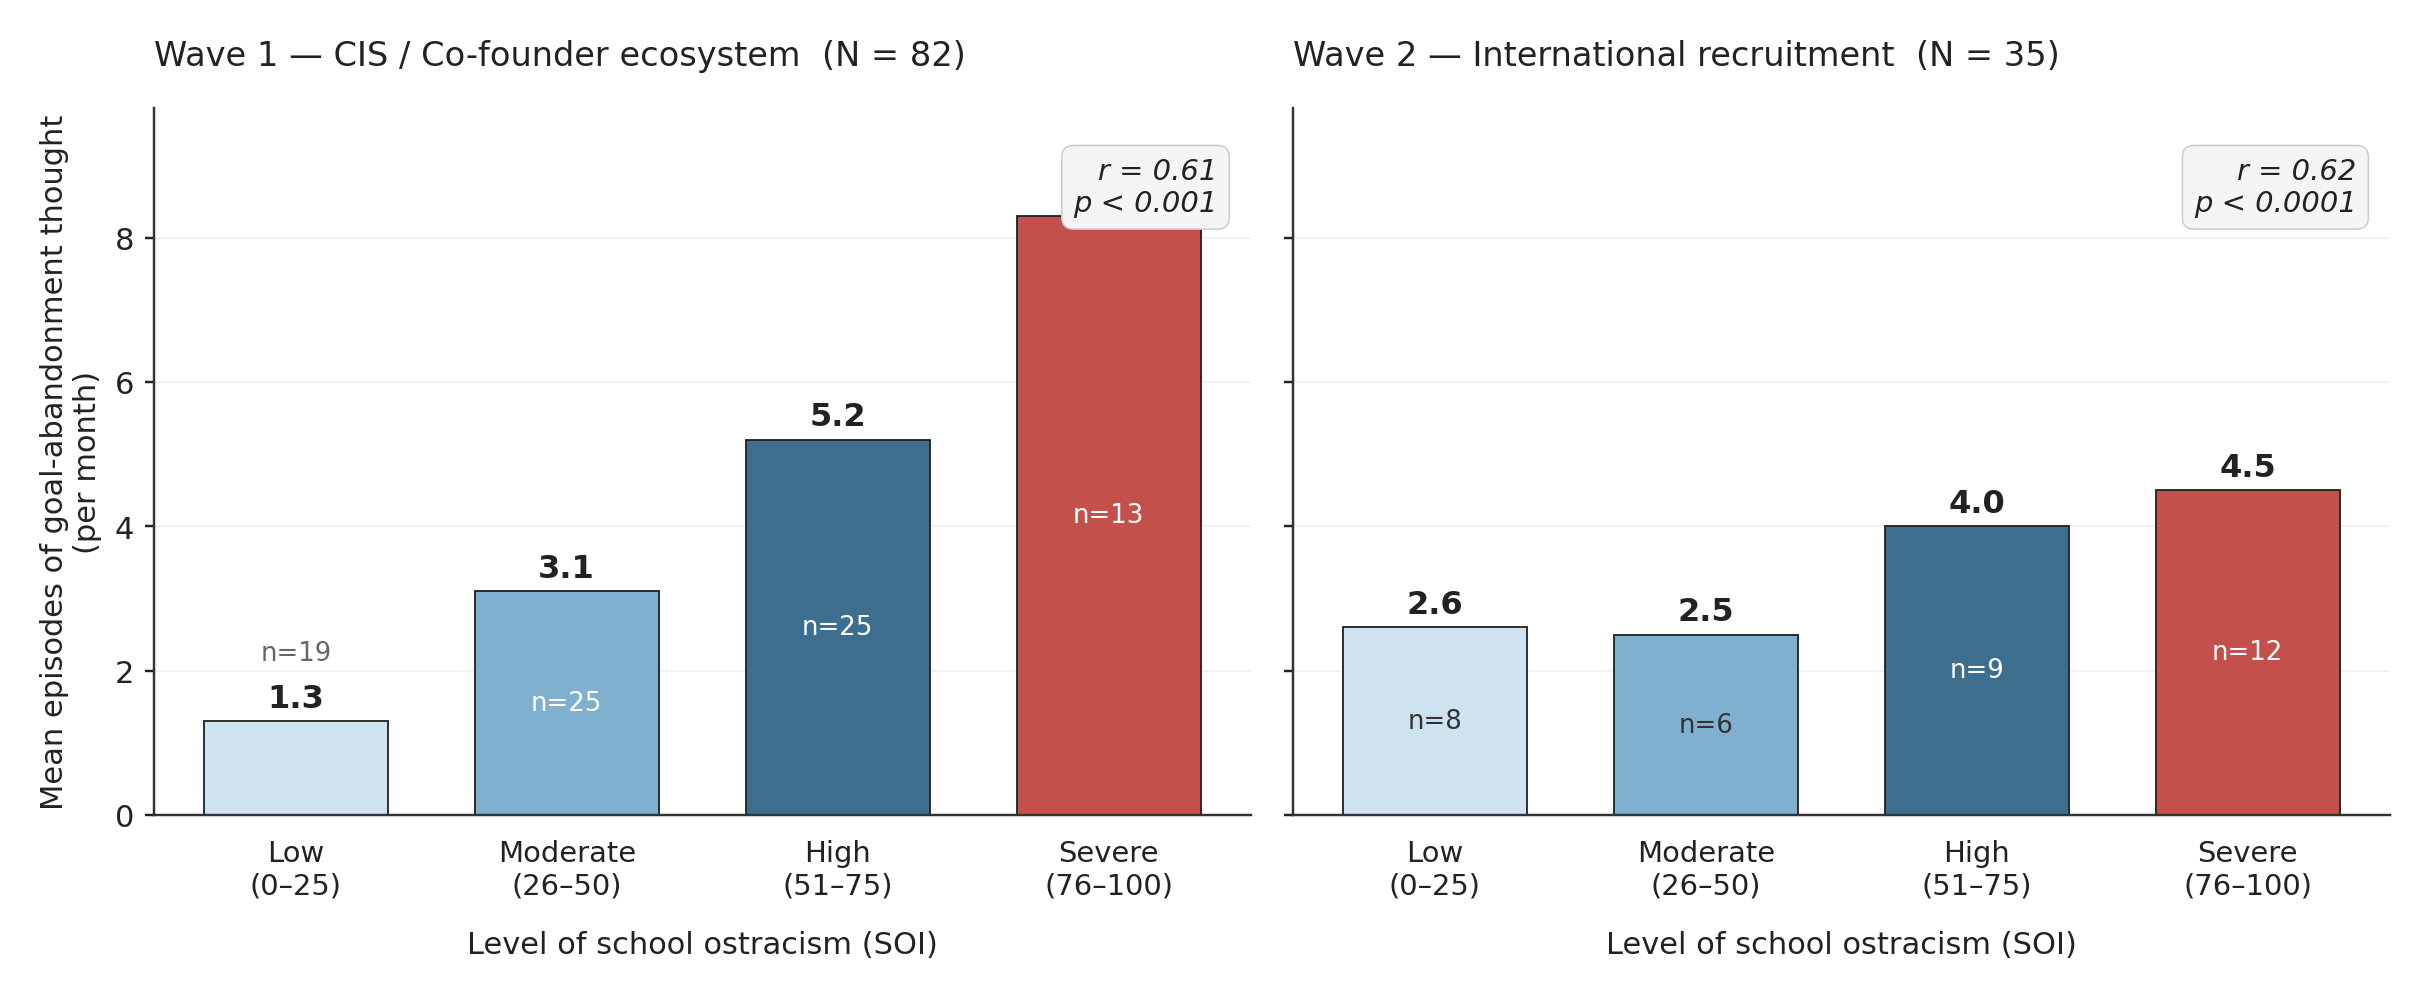 Wave 1 — CIS / Co-founder ecosystem (N = 82)
Mean episodes of goal-abandonment thought
(per month)
8
6
4
2
0
r = 0.61
p < 0.001
n=19
1.3
3.1
n=25
5.2
n=25
n=13
Low
(0–25)
Moderate
(26–50)
High
(51–75)
Severe
(76–100)
Level of school ostracism (SOI)
Wave 2 — International recruitment (N = 35)
r = 0.62
p < 0.0001
2.6
n=8
2.5
n=6
4.0
n=9
4.5
n=12
Low
(0–25)
Moderate
(26–50)
High
(51–75)
Severe
(76–100)
Level of school ostracism (SOI)